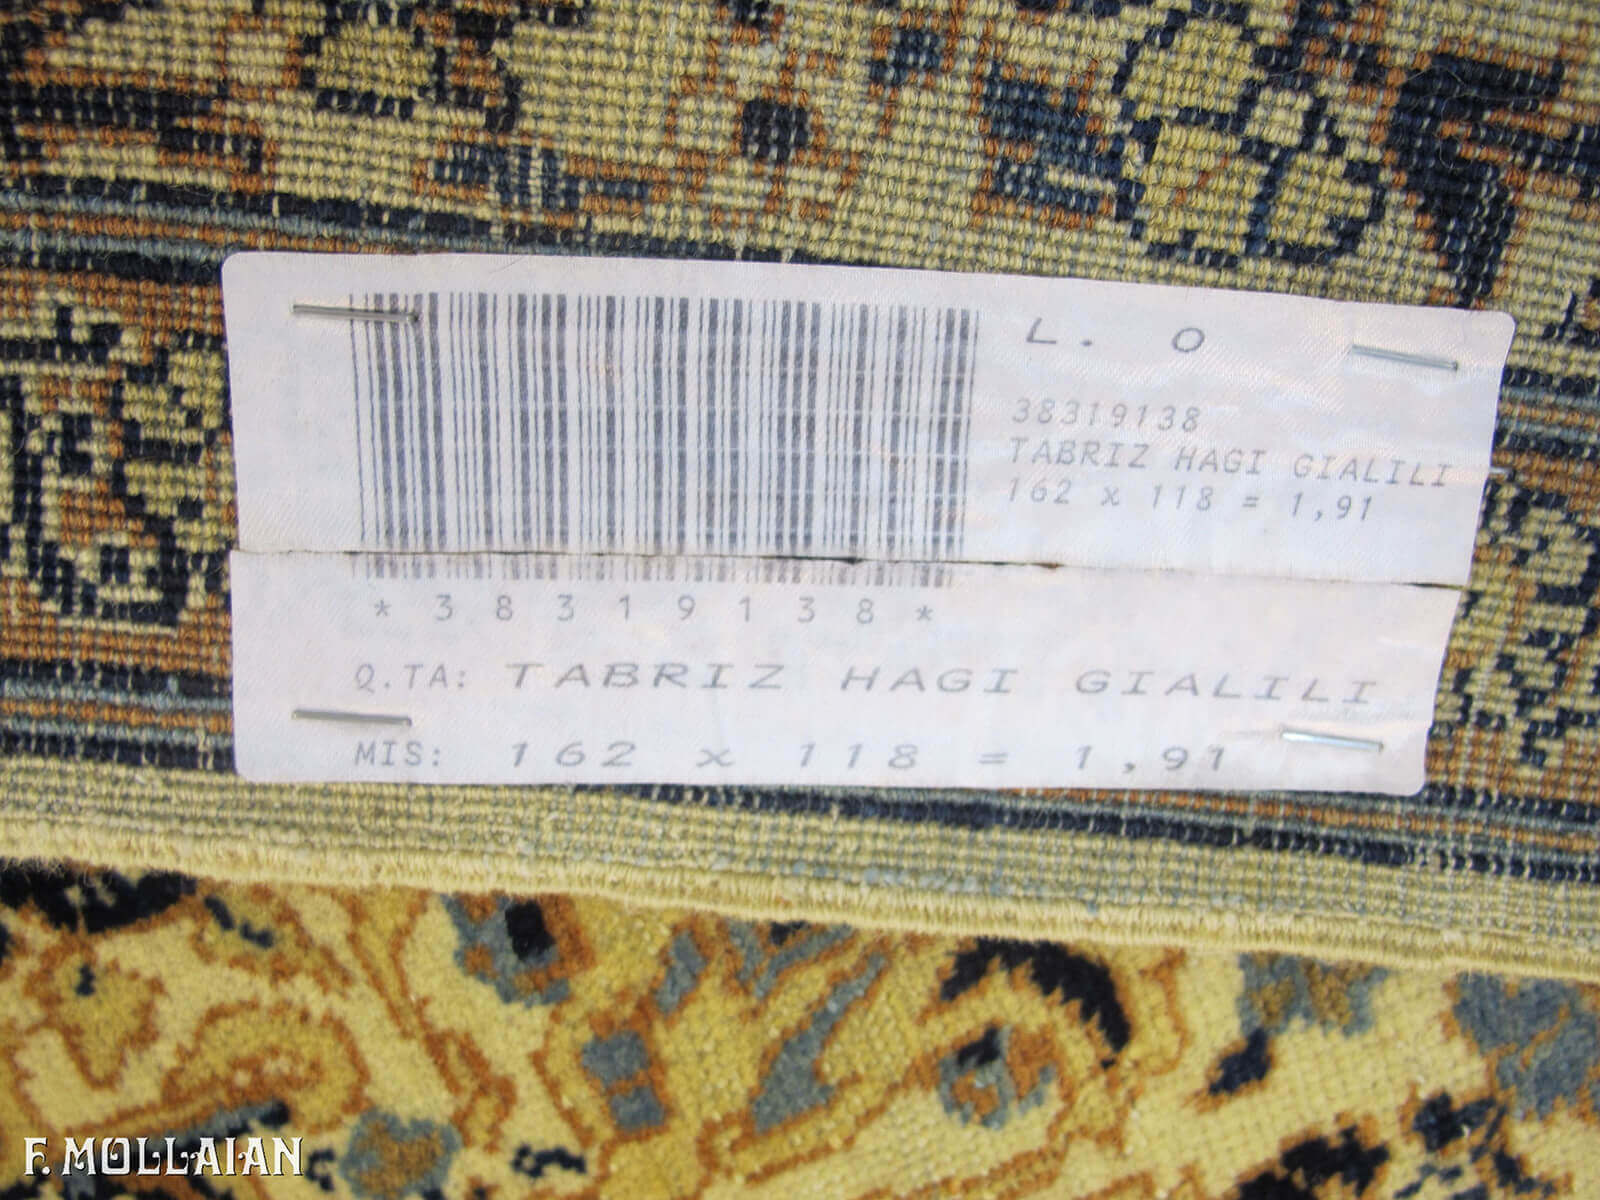 L. O
38319138
TABRIZ HAGI GIALILI
162 x 118 = 1,91
* 3 8 3 1 9 1 3 8 *
Q.TA: TABRIZ HAGI GIALILI
MIS: 162 x 118 = 1,91
F. MOLLAIAN